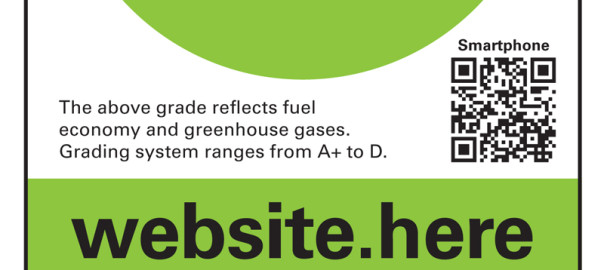 Smartphone
The above grade reflects fuel
economy and greenhouse gases.
Grading system ranges from A+ to D.
website.here